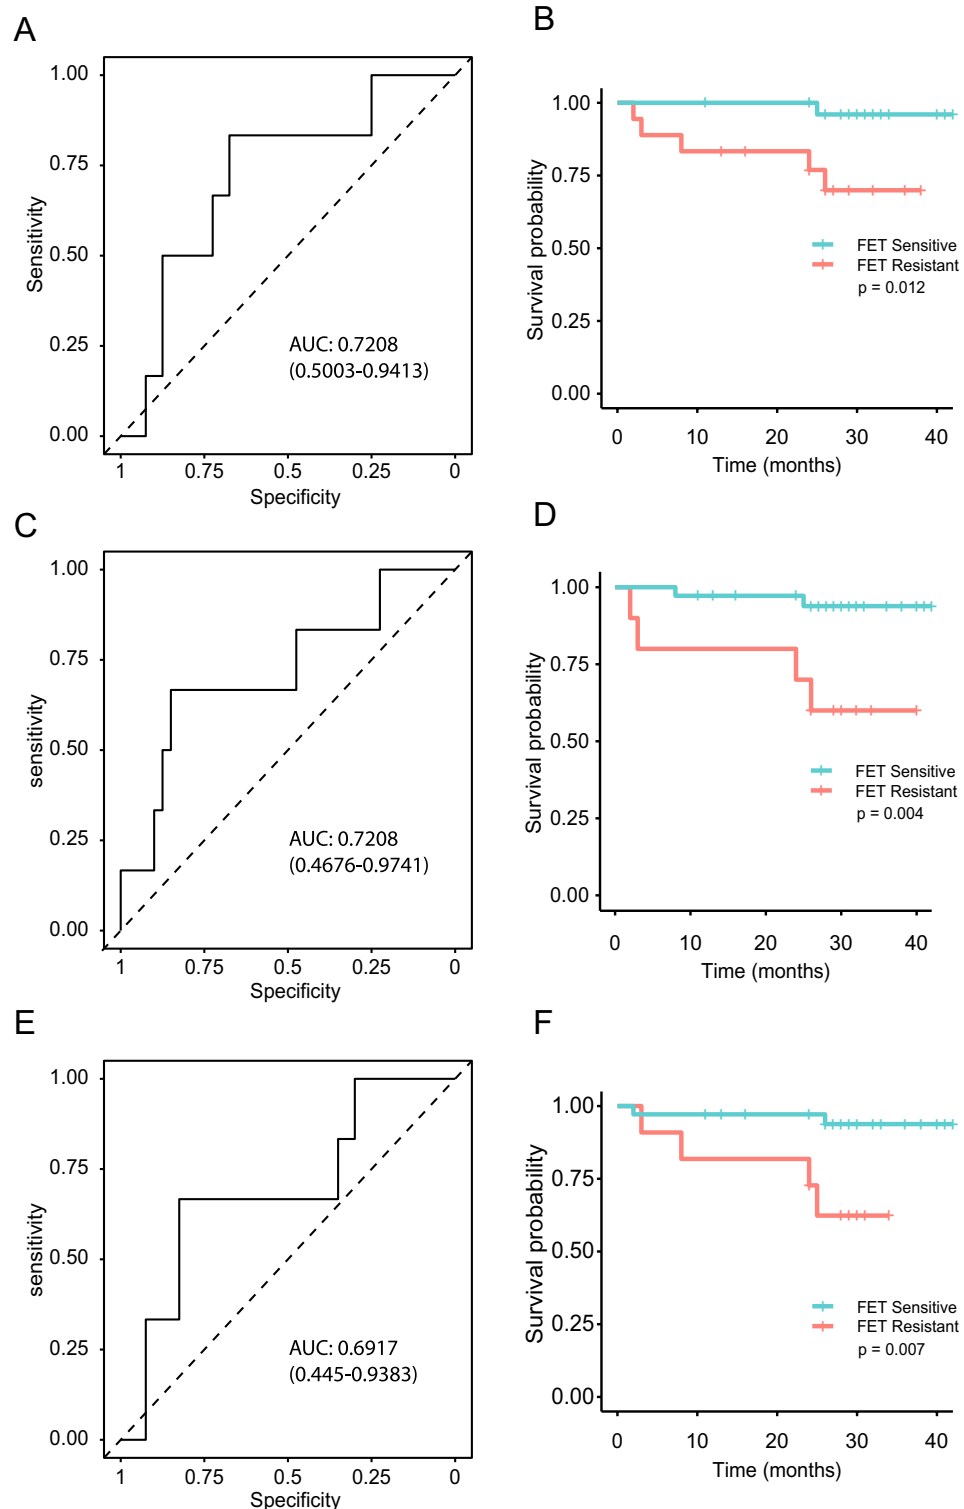 A
1.00
0.75
0.50
0.25
0.00
Sensitivity
AUC: 0.7208
(0.5003-0.9413)
1 0.75 0.5 0.25 0
Specificity
B
1.00
0.75
0.50
0.25
0.00
Survival probability
FET Sensitive
FET Resistant
p = 0.012
0 10 20 30 40
Time (months)
C
1.00
0.75
0.50
0.25
0.00
sensitivity
AUC: 0.7208
(0.4676-0.9741)
1 0.75 0.5 0.25 0
Specificity
D
1.00
0.75
0.50
0.25
0.00
Survival probability
FET Sensitive
FET Resistant
p = 0.004
0 10 20 30 40
Time (months)
E
1.00
0.75
0.50
0.25
0.00
sensitivity
AUC: 0.6917
(0.445-0.9383)
1 0.75 0.5 0.25 0
Specificity
F
1.00
0.75
0.50
0.25
0.00
Survival probability
FET Sensitive
FET Resistant
p = 0.007
0 10 20 30 40
Time (months)